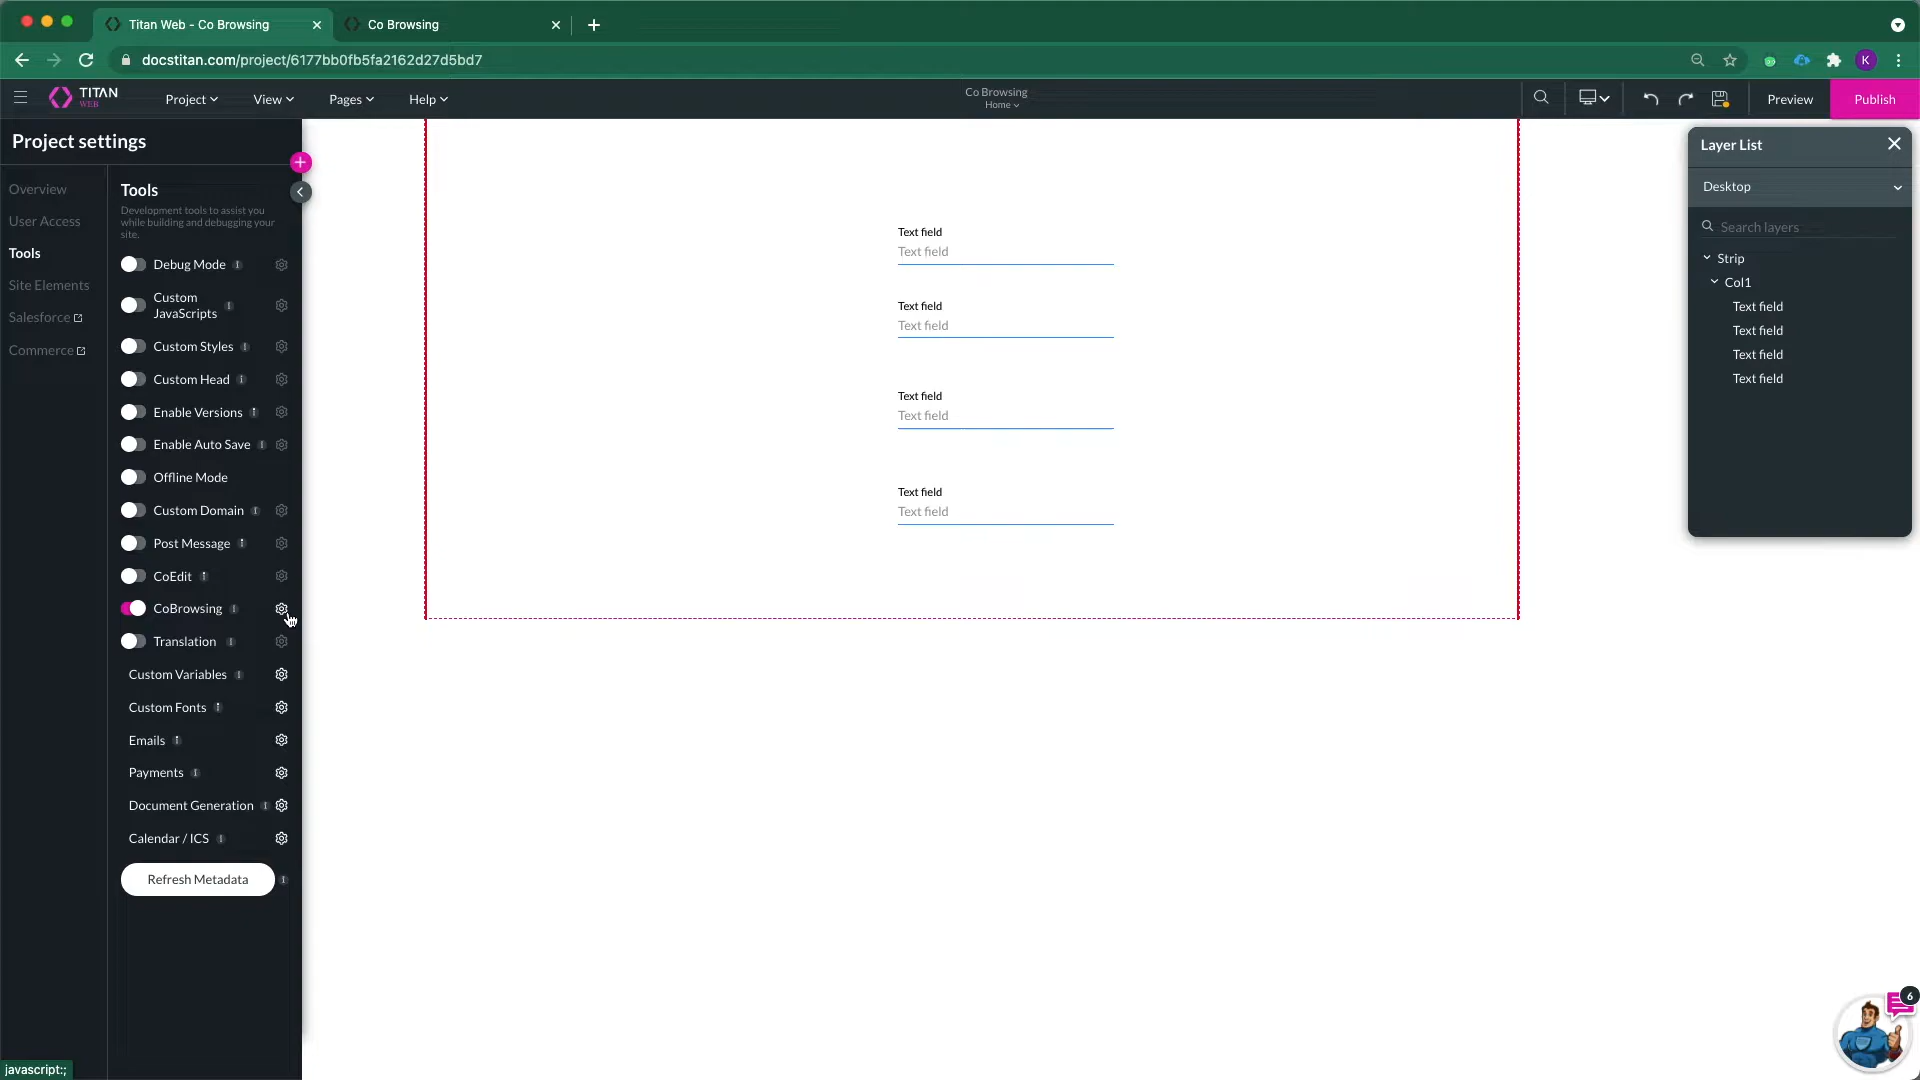 Titan Web - Co Browsing
Co Browsing
docstitan.com/project/6177bb0fb5fa2162d27d5bd7
K
TITAN
WEB
Project
View
Pages
Help
Co Browsing
Home
Preview
Publish
Project settings
Overview
User Access
Tools
Site Elements
Salesforce
Commerce
Tools
Development tools to assist you
while building and debugging your
site.
Debug Mode
Custom
JavaScripts
Custom Styles
Custom Head
Enable Versions
Enable Auto Save
Offline Mode
Custom Domain
Post Message
CoEdit
CoBrowsing
Translation
Custom Variables
Custom Fonts
Emails
Payments
Document Generation
Calendar / ICS
Refresh Metadata
Text field
Text field
Text field
Text field
Text field
Text field
Text field
Text field
Layer List
Desktop
Search layers
Strip
Col1
Text field
Text field
Text field
Text field
6
javascript:;